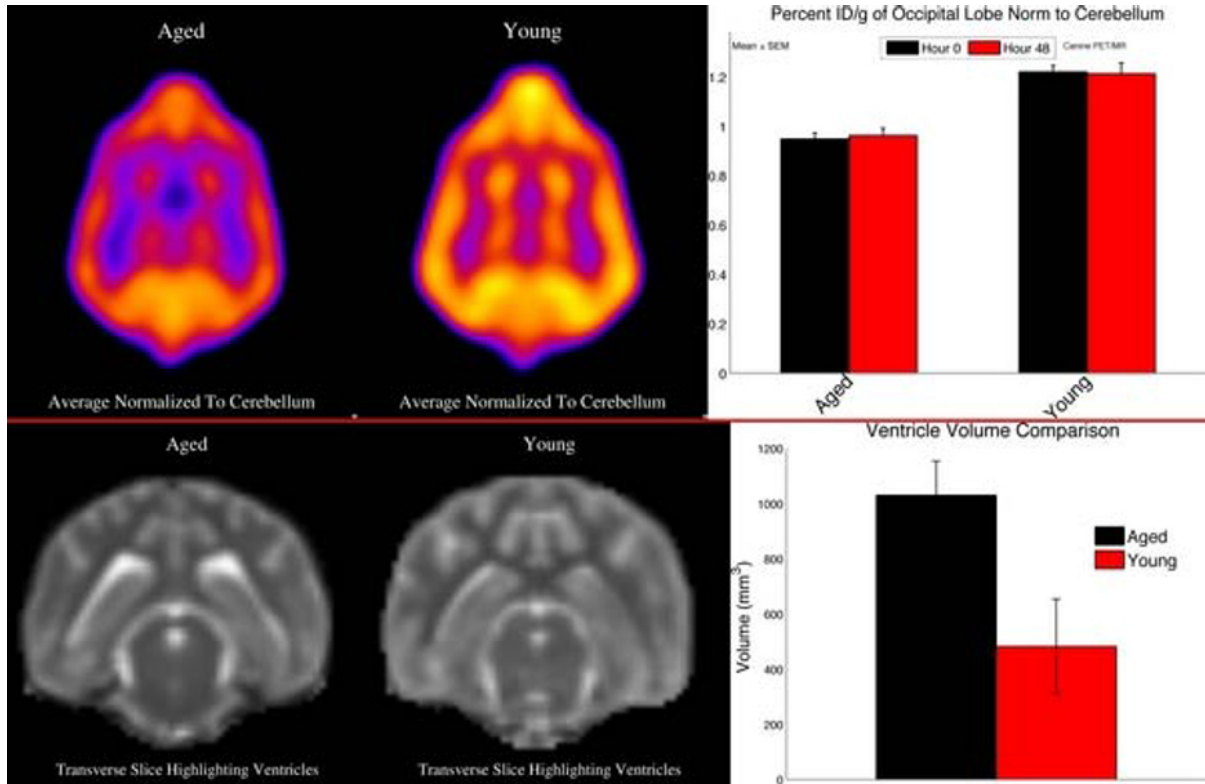 Aged
Young
Average Normalized To Cerebellum
Average Normalized To Cerebellum
Percent ID/g of Occipital Lobe Norm to Cerebellum
Mean ± SEM
Hour 0
Hour 48
Canine PET/MR
1.2
1
0.8
0.6
0.4
0.2
0
Aged
Young
Aged
Young
Transverse Slice Highlighting Ventricles
Transverse Slice Highlighting Ventricles
Ventricle Volume Comparison
Volume (mm³)
1200
1000
800
600
400
200
0
Aged
Young